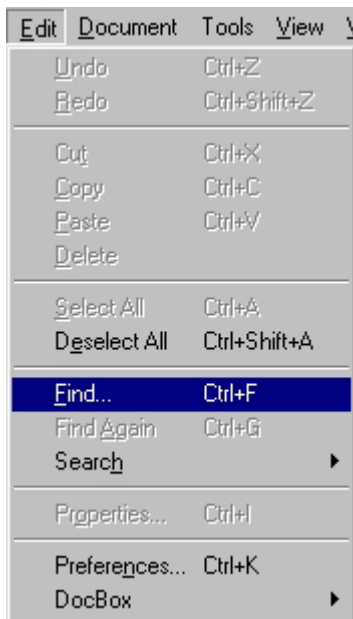 Edit Document Tools View
Undo Ctrl+Z
Redo Ctrl+Shift+Z
Cut Ctrl+X
Copy Ctrl+C
Paste Ctrl+V
Delete
Select All Ctrl+A
Deselect All Ctrl+Shift+A
Find... Ctrl+F
Find Again Ctrl+G
Search
Properties... Ctrl+I
Preferences... Ctrl+K
DocBox